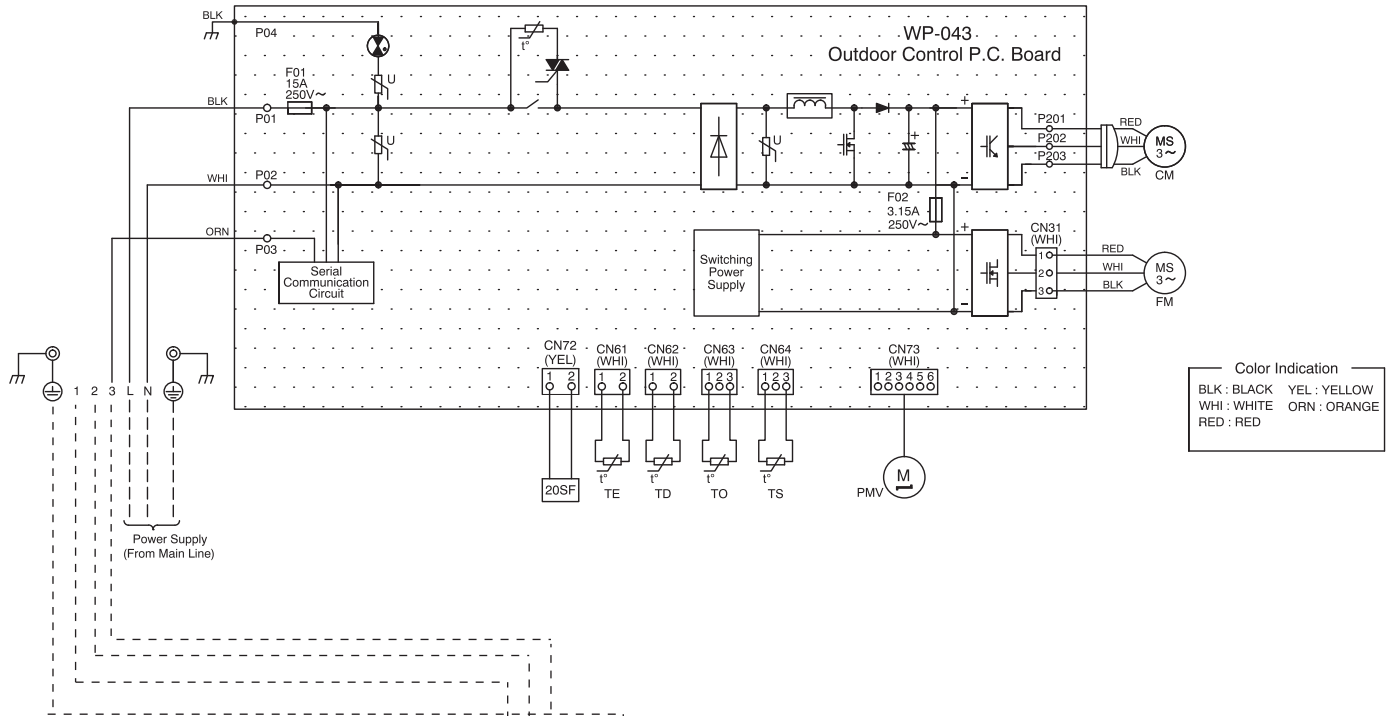 BLK
P04
WP-043
Outdoor Control P.C. Board
t°
U
F01
15A
250V~
BLK
P01
U
U
+
+
P201
RED
P202
WHI
P203
BLK
MS
3~
CM
WHI
P02
−
F02
3.15A
250V~
ORN
P03
Serial
Communication
Circuit
Switching
Power
Supply
+
−
CN31
(WHI)
1
2
3
RED
WHI
BLK
MS
3~
FM
CN72
(YEL)
1 2
CN61
(WHI)
1 2
CN62
(WHI)
1 2
CN63
(WHI)
1 2 3
CN64
(WHI)
1 2 3
CN73
(WHI)
1 2 3 4 5 6
1 2 3 L N
20SF
t°
TE
t°
TD
t°
TO
t°
TS
PMV
M
Color Indication
BLK : BLACK YEL : YELLOW
WHI : WHITE ORN : ORANGE
RED : RED
Power Supply
(From Main Line)